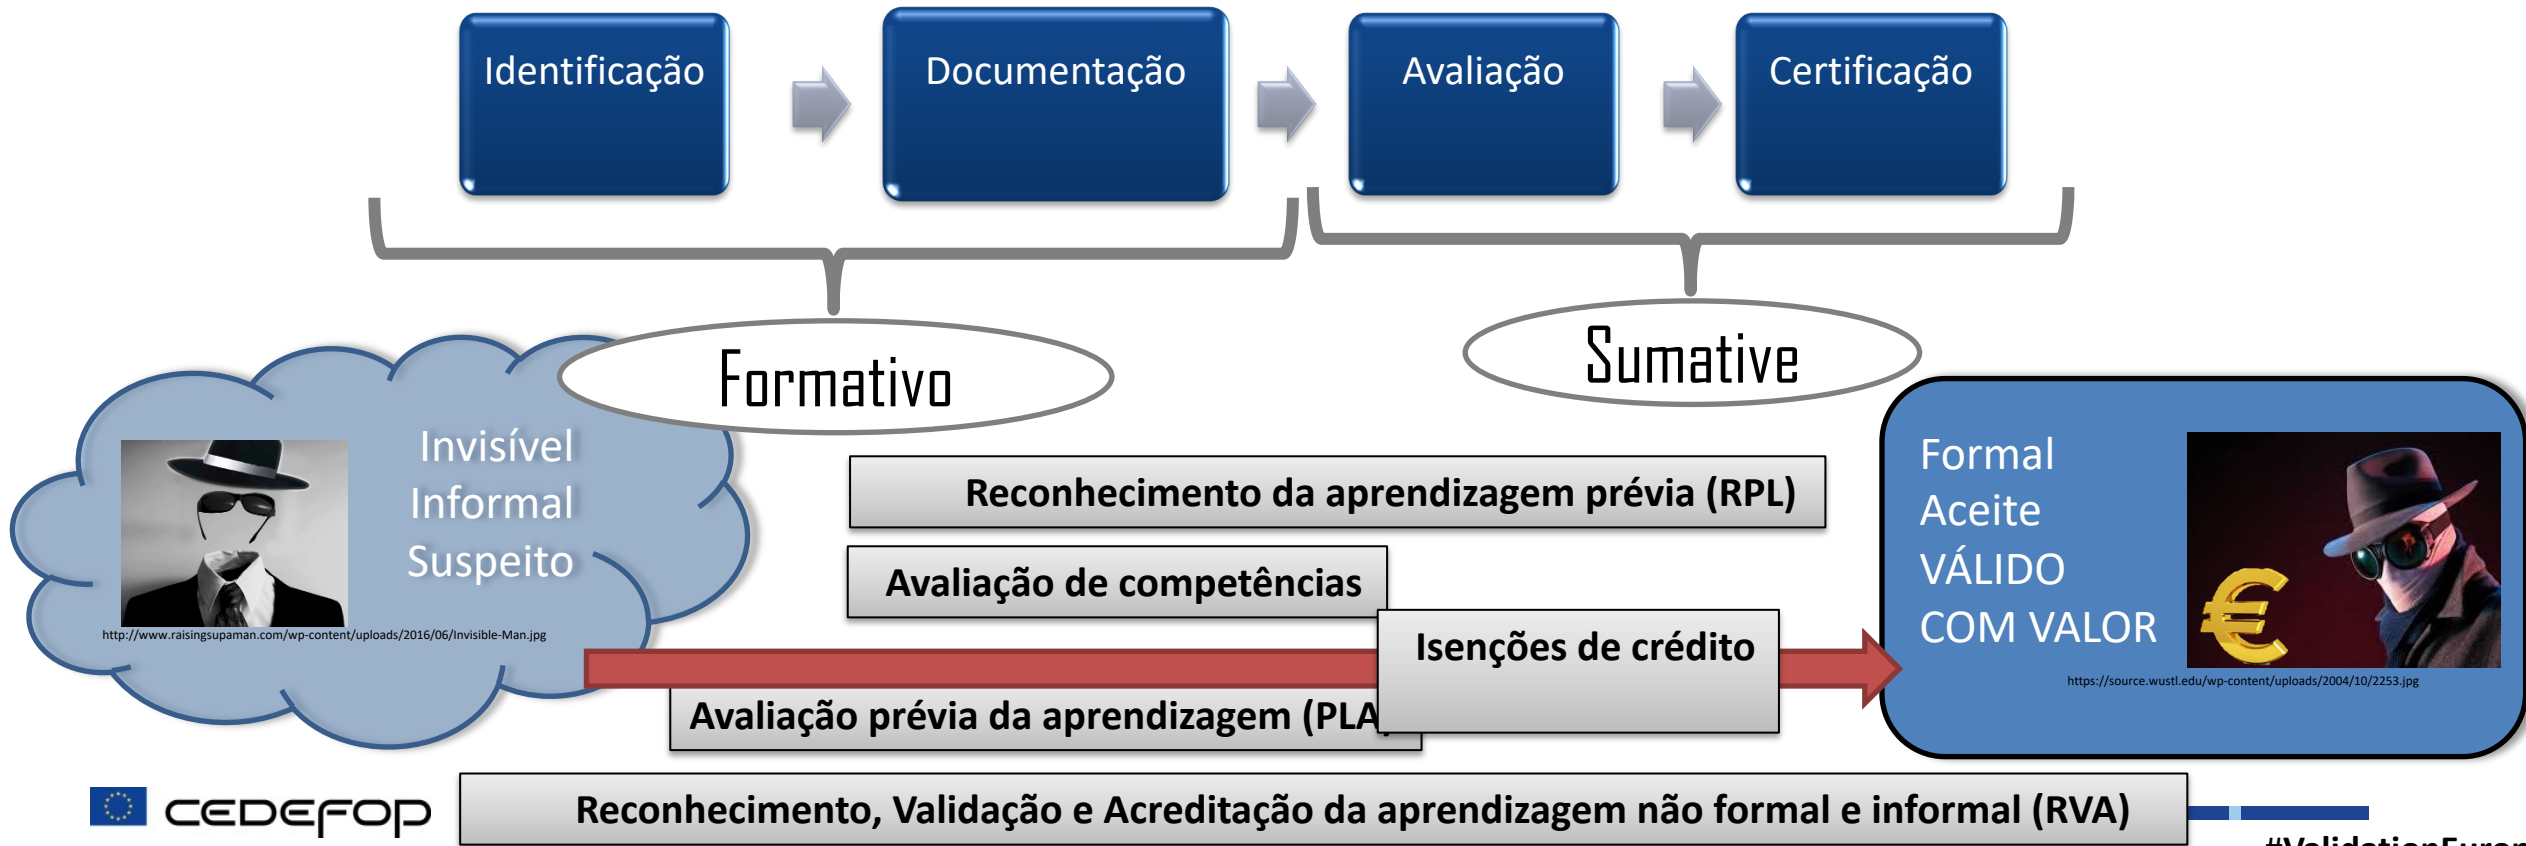 Identificação
Documentação
Avaliação
Certificação
Formativo
Sumative
Invisível
Informal
Suspeito
http://www.raisingsupaman.com/wp-content/uploads/2016/06/Invisible-Man.jpg
Reconhecimento da aprendizagem prévia (RPL)
Avaliação de competências
Isenções de crédito
Avaliação prévia da aprendizagem (PLA)
Formal
Aceite
VÁLIDO
COM VALOR
€
https://source.wustl.edu/wp-content/uploads/2004/10/2253.jpg
CEDEFOP
Reconhecimento, Validação e Acreditação da aprendizagem não formal e informal (RVA)